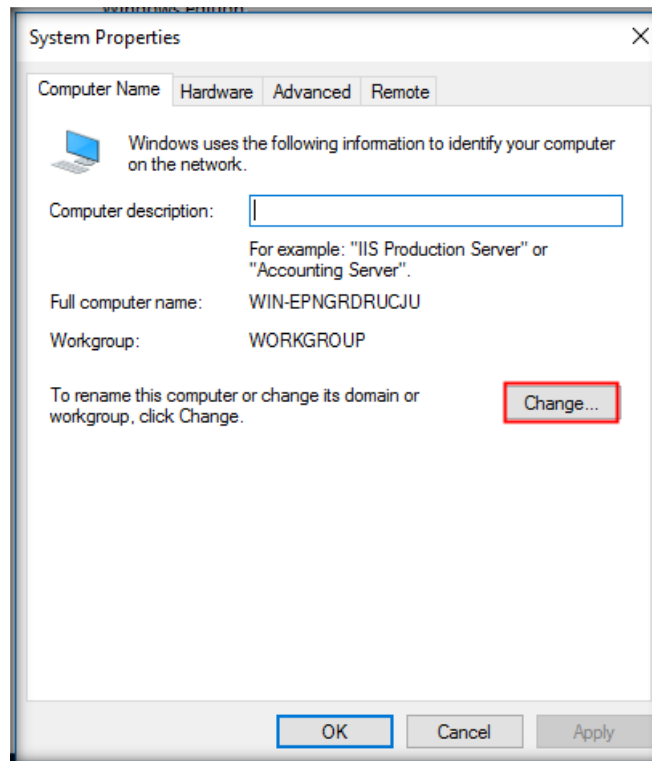 Windows edition
System Properties
Computer Name Hardware Advanced Remote
Windows uses the following information to identify your computer
on the network.
Computer description:
For example: "IIS Production Server" or
"Accounting Server".
Full computer name: WIN-EPNGRDRUCJU
Workgroup: WORKGROUP
To rename this computer or change its domain or
workgroup, click Change.
Change...
OK Cancel Apply